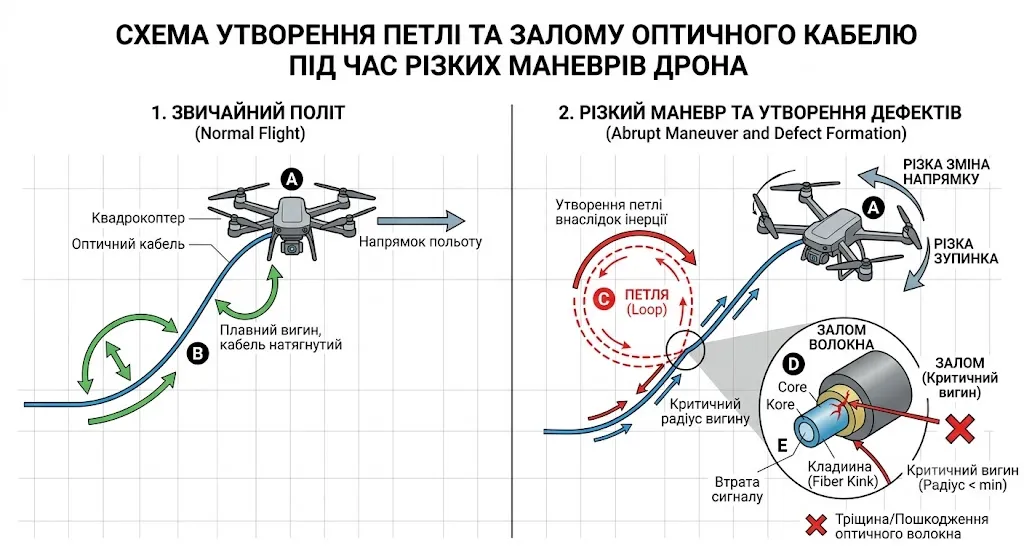 СХЕМА УТВОРЕННЯ ПЕТЛІ ТА ЗАЛОМУ ОПТИЧНОГО КАБЕЛЮ
ПІД ЧАС РІЗКИХ МАНЕВРІВ ДРОНА
1. ЗВИЧАЙНИЙ ПОЛІТ
(Normal Flight)
A
Квадрокоптер
Оптичний кабель
Напрямок польоту
Плавний вигин,
кабель натягнутий
B
2. РІЗКИЙ МАНЕВР ТА УТВОРЕННЯ ДЕФЕКТІВ
(Abrupt Maneuver and Defect Formation)
РІЗКА ЗМІНА
НАПРЯМКУ
A
Утворення петлі
внаслідок інерції
РІЗКА
ЗУПИНКА
C
ПЕТЛЯ
(Loop)
ЗАЛОМ
ВОЛОКНА
D
Core
Kore
E
ЗАЛОМ
(Критичний
вигин)
Критичний
радіус вигину
Втрата
сигналу
Кладиина
(Fiber Kink)
Критичний вигин
(Радіус < min)
Тріщина/Пошкодження
оптичного волокна